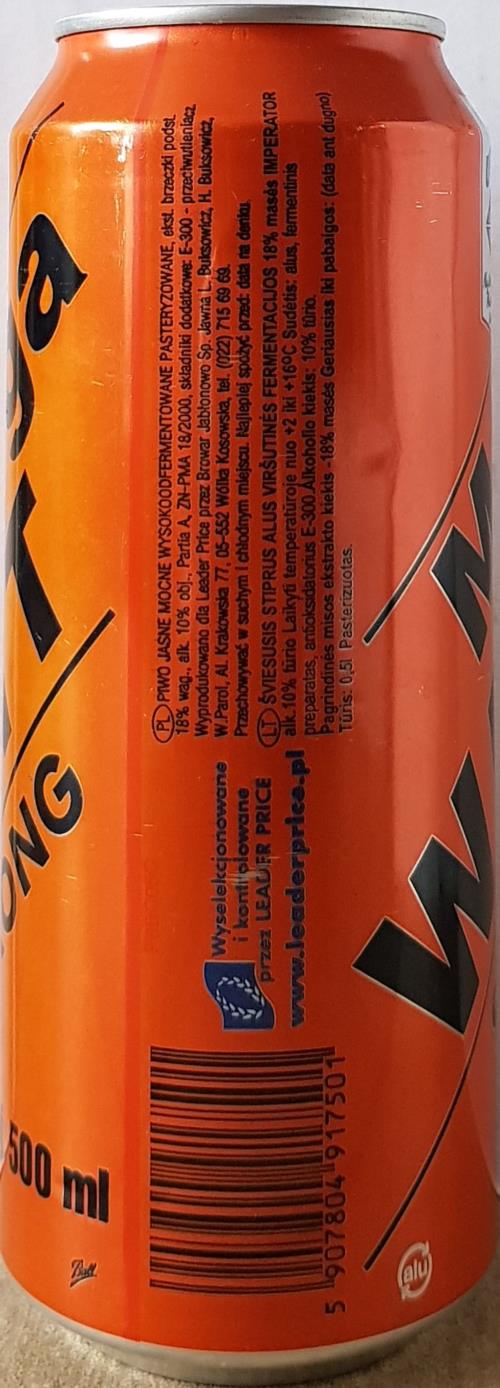 PL PIWO JASNE MOCNE WYSOKOODFERMENTOWANE PASTERYZOWANE, ekst. brzeczki podst.
18% wag., alk. 10% obj., Partia A, ZN-PMA 18/2000, składniki dodatkowe: E-300 - przeciwutleniacz
Wyprodukowano dla Leader Price przez Browar Jabłonowo Sp. Jawna L. Buksowicz, H. Buksowicz,
W. Parol, Al. Krakowska 77, 05-552 Wólka Kosowska, tel. (022) 715 69 69.
Przechowywać w suchym i chłodnym miejscu. Najlepiej spożyć przed: data na denku.
LT ŠVIESUSIS STIPRUS ALUS VIRŠUTINĖS FERMENTACIJOS 18% masės IMPERATOR
alk.10% tūrio Laikyti temperatūroje nuo +2 iki +16°C Sudėtis: alus, fermentinis
preparatas, antioksidatorius E-300 Alkoholio kiekis: 10% tūrio.
Pagrindinės misos ekstrakto kiekis -18% masės Geriausias iki pabaigos: (data ant dugno)
Tūris: 0,5l Pasterizuotas.
Wyselekcjonowane
i kontrolowane
przez LEADER PRICE
www.leaderprice.pl
5 907804 917501
ONG
500 ml
Ball
alu